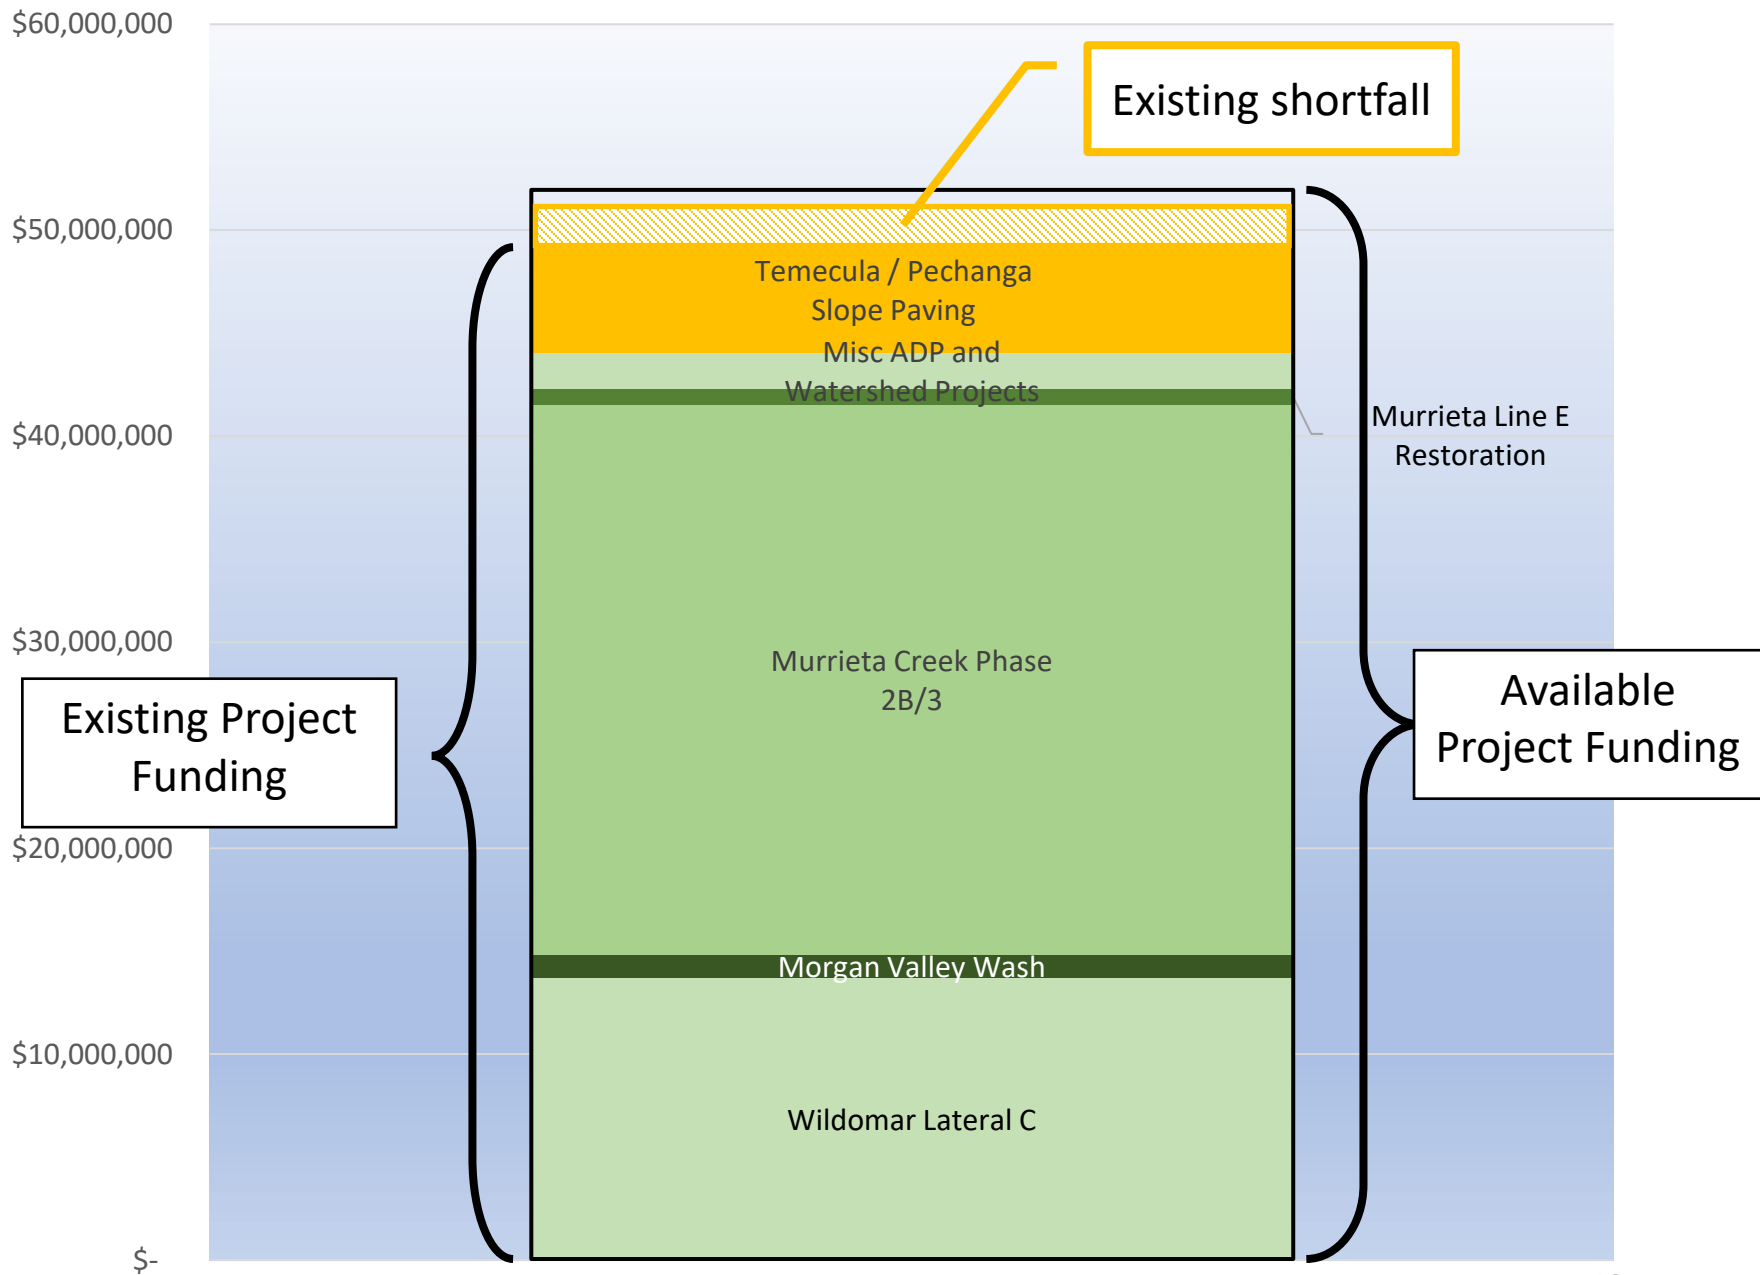 $60,000,000
Existing shortfall
$50,000,000
Temecula / Pechanga
Slope Paving
Misc ADP and
Watershed Projects
$40,000,000
Murrieta Line E
Restoration
$30,000,000
Murrieta Creek Phase
2B/3
Existing Project
Funding
Available
Project Funding
$20,000,000
Morgan Valley Wash
$10,000,000
Wildomar Lateral C
$-